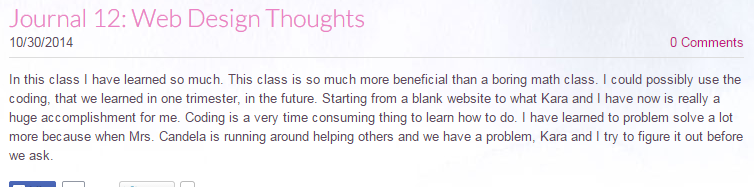 Journal 12: Web Design Thoughts
10/30/2014 0 Comments
In this class I have learned so much. This class is so much more beneficial than a boring math class. I could possibly use the
coding, that we learned in one trimester, in the future. Starting from a blank website to what Kara and I have now is really a
huge accomplishment for me. Coding is a very time consuming thing to learn how to do. I have learned to problem solve a lot
more because when Mrs. Candela is running around helping others and we have a problem, Kara and I try to figure it out before
we ask.